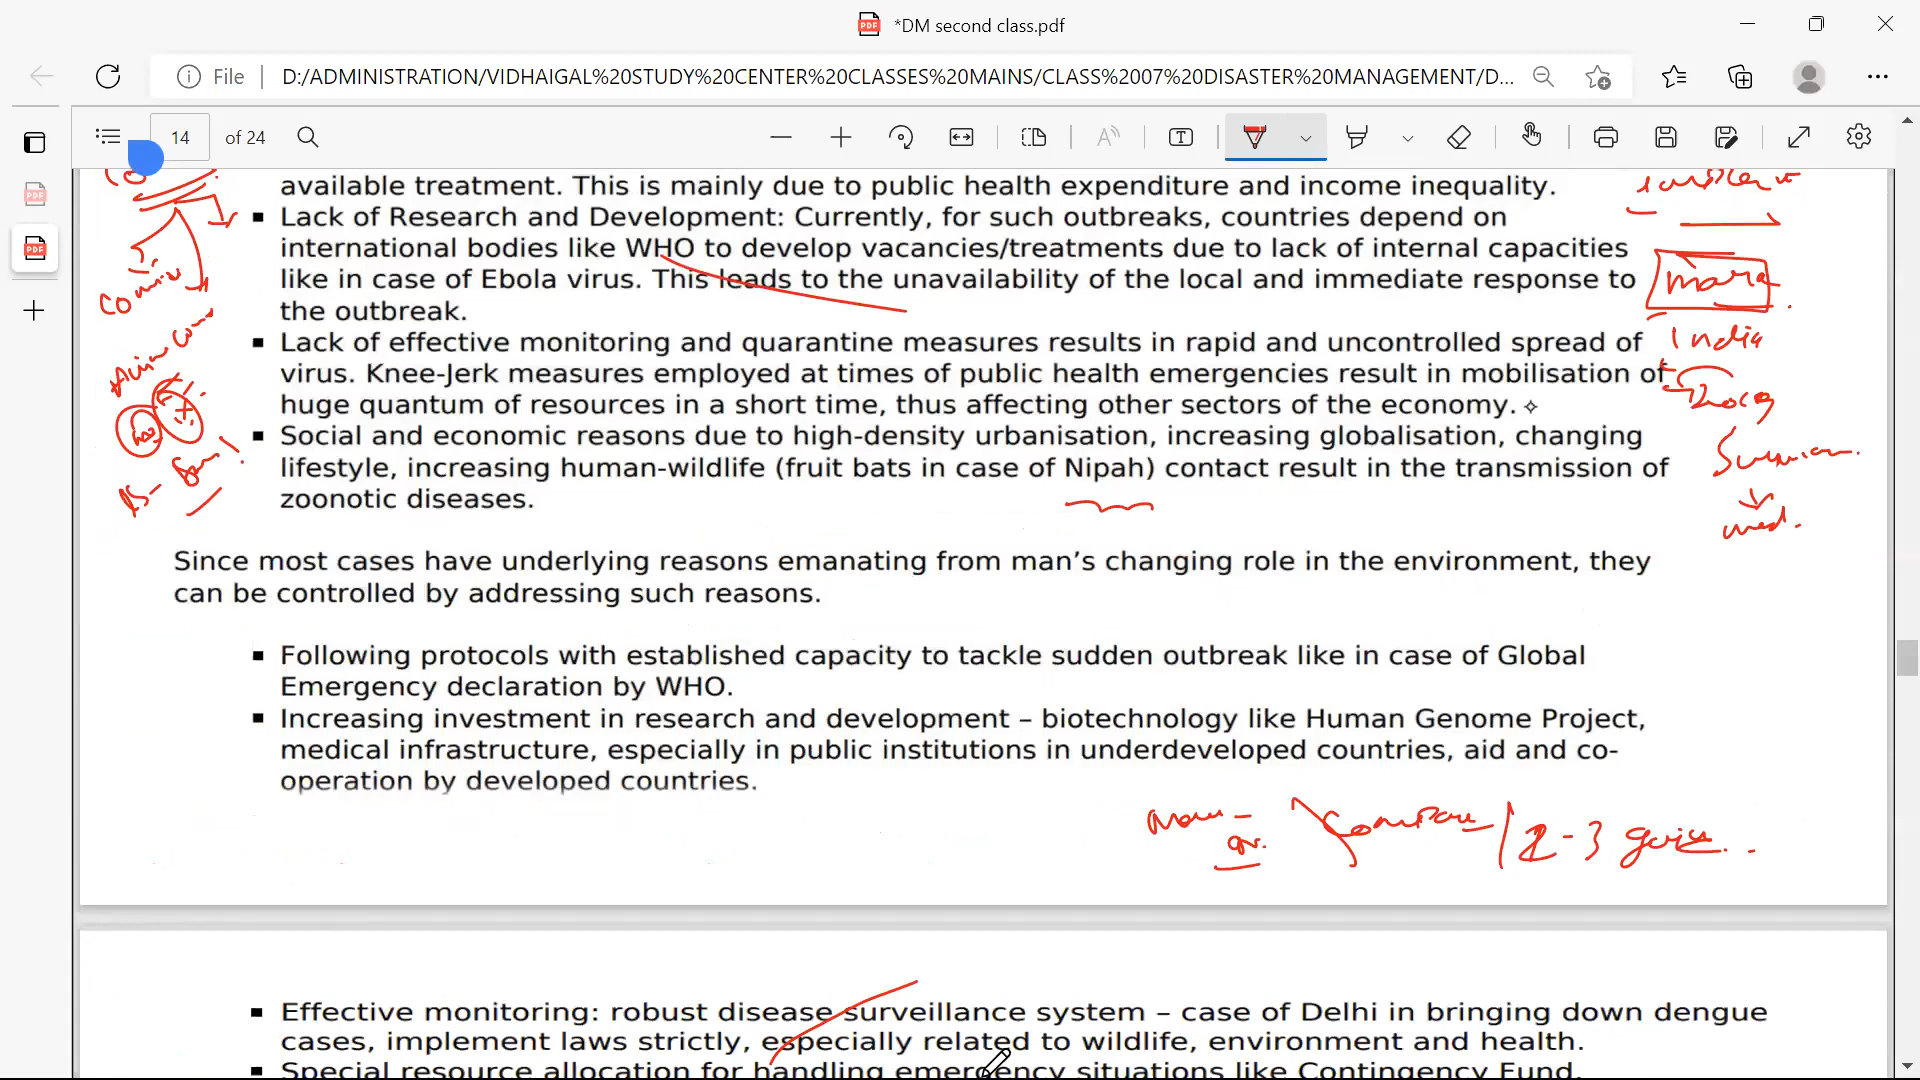 *DM second class.pdf
File
D:/ADMINISTRATION/VIDHAIGAL%20STUDY%20CENTER%20CLASSES%20MAINS/CLASS%2007%20DISASTER%20MANAGEMENT/D...
14 of 24
available treatment. This is mainly due to public health expenditure and income inequality.
▪ Lack of Research and Development: Currently, for such outbreaks, countries depend on
international bodies like WHO to develop vacancies/treatments due to lack of internal capacities
like in case of Ebola virus. This leads to the unavailability of the local and immediate response to
the outbreak.
▪ Lack of effective monitoring and quarantine measures results in rapid and uncontrolled spread of
virus. Knee-Jerk measures employed at times of public health emergencies result in mobilisation of
huge quantum of resources in a short time, thus affecting other sectors of the economy.
▪ Social and economic reasons due to high-density urbanisation, increasing globalisation, changing
lifestyle, increasing human-wildlife (fruit bats in case of Nipah) contact result in the transmission of
zoonotic diseases.
India
med.
Since most cases have underlying reasons emanating from man’s changing role in the environment, they
can be controlled by addressing such reasons.
▪ Following protocols with established capacity to tackle sudden outbreak like in case of Global
Emergency declaration by WHO.
▪ Increasing investment in research and development – biotechnology like Human Genome Project,
medical infrastructure, especially in public institutions in underdeveloped countries, aid and co-
operation by developed countries.
▪ Effective monitoring: robust disease surveillance system – case of Delhi in bringing down dengue
cases, implement laws strictly, especially related to wildlife, environment and health.
▪ Special resource allocation for handling emergency situations like Contingency Fund.